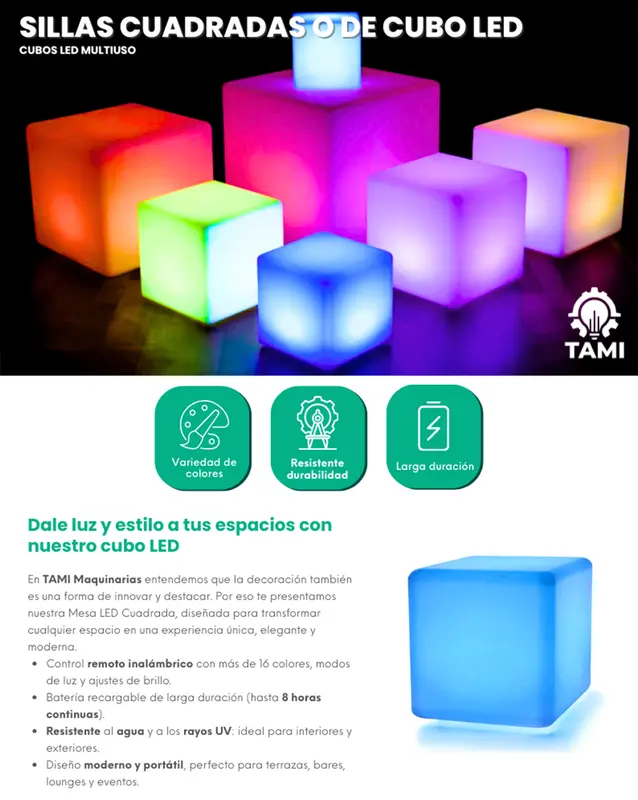 SILLAS CUADRADAS O DE CUBO LED
CUBOS LED MULTIUSO
TAMI
Variedad de
colores
Resistente
durabilidad
Larga duración
Dale luz y estilo a tus espacios con
nuestro cubo LED
En TAMI Maquinarias entendemos que la decoración también
es una forma de innovar y destacar. Por eso te presentamos
nuestra Mesa LED Cuadrada, diseñada para transformar
cualquier espacio en una experiencia única, elegante y
moderna.
• Control remoto inalámbrico con más de 16 colores, modos
de luz y ajustes de brillo.
• Batería recargable de larga duración (hasta 8 horas
continuas).
• Resistente al agua y a los rayos UV: ideal para interiores y
exteriores.
• Diseño moderno y portátil, perfecto para terrazas, bares,
lounges y eventos.